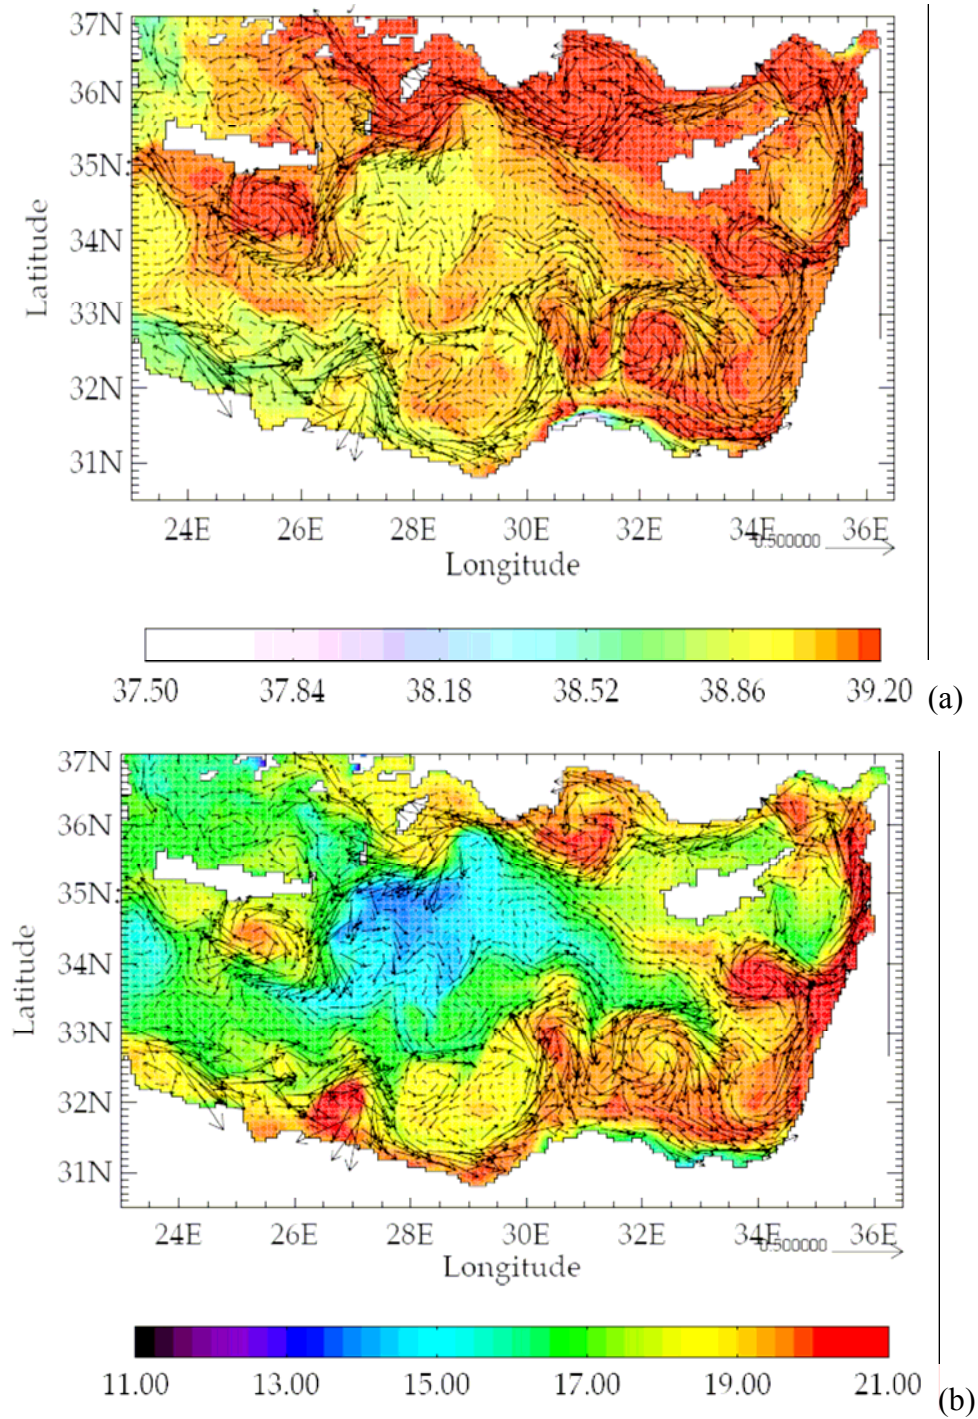 37N
36N
35N
34N
33N
32N
31N
Latitude
24E 26E 28E 30E 32E 34E 36E
0.500000
Longitude
37.50 37.84 38.18 38.52 38.86 39.20 (a)
37N
36N
35N
34N
33N
32N
31N
Latitude
24E 26E 28E 30E 32E 34E 36E
0.500000
Longitude
11.00 13.00 15.00 17.00 19.00 21.00 (b)